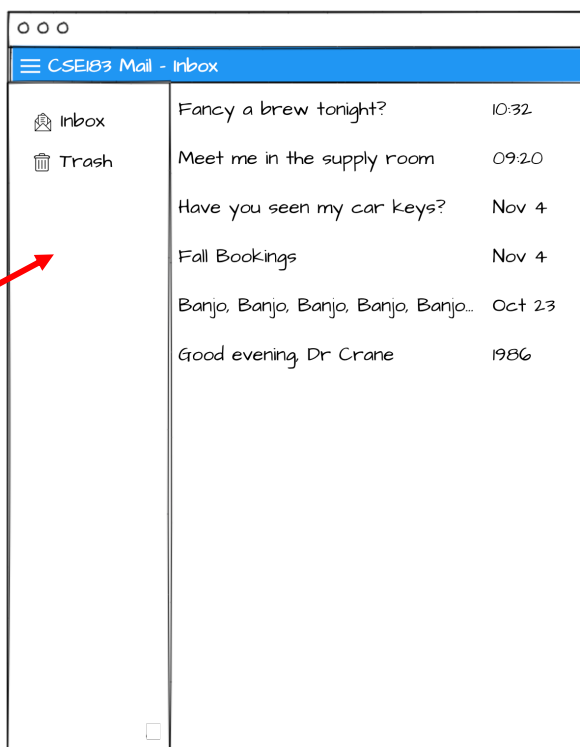 CSE183 Mail - Inbox
Inbox
Trash
Fancy a brew tonight? 10:32
Meet me in the supply room 09:20
Have you seen my car keys? Nov 4
Fall Bookings Nov 4
Banjo, Banjo, Banjo, Banjo, Banjo... Oct 23
Good evening, Dr Crane 1986